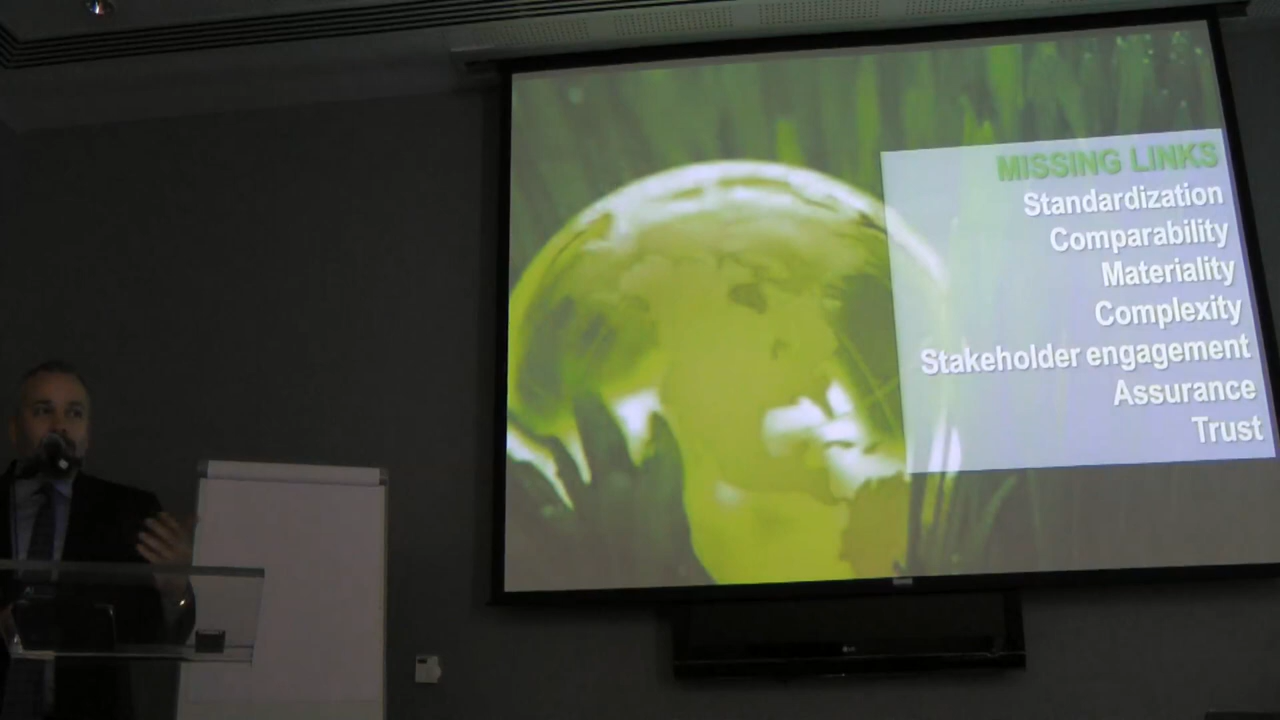 MISSING LINKS
Standardization
Comparability
Materiality
Complexity
Stakeholder engagement
Assurance
Trust